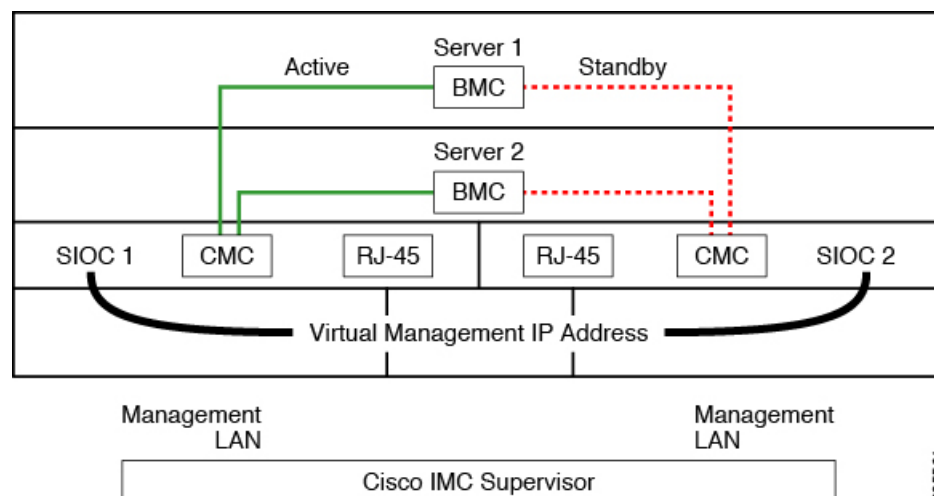 Server 1
Active
BMC
Standby
Server 2
BMC
SIOC 1
CMC
RJ-45
RJ-45
CMC
SIOC 2
Virtual Management IP Address
Management
LAN
Management
LAN
Cisco IMC Supervisor